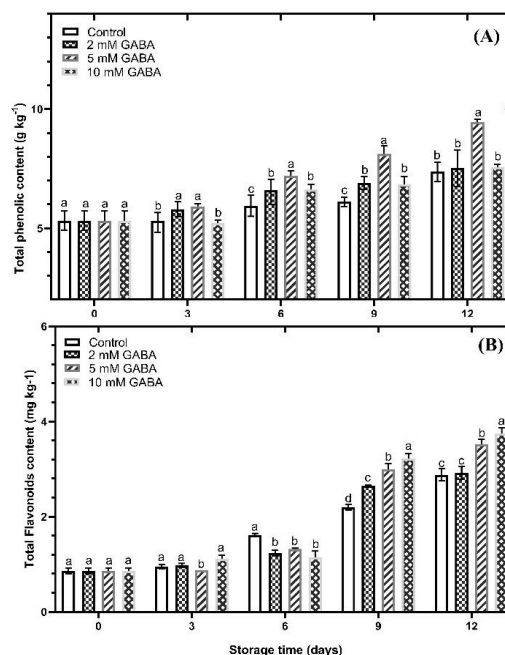 (A)
Control
2 mM GABA
5 mM GABA
10 mM GABA
Total phenolic content (g kg⁻¹)
10
5
a a a a
b a a b
c b a b
c b a b
b b a b
0 3 6 9 12
(B)
Control
2 mM GABA
5 mM GABA
10 mM GABA
Total Flavonoids content (mg kg-1)
6
4
2
0
a a a a
a a b a
a b b b
d c b a
c c b a
0 3 6 9 12
Storage time (days)